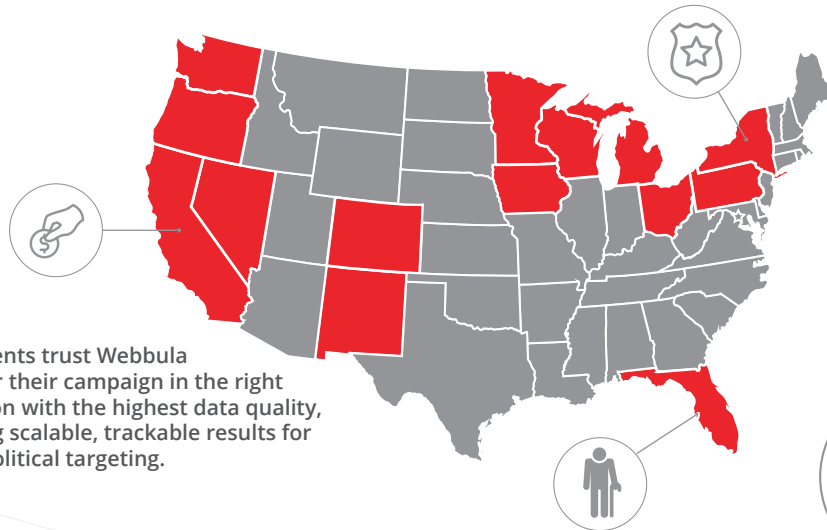 ents trust Webbula
r their campaign in the right
on with the highest data quality,
g scalable, trackable results for
olitical targeting.
$